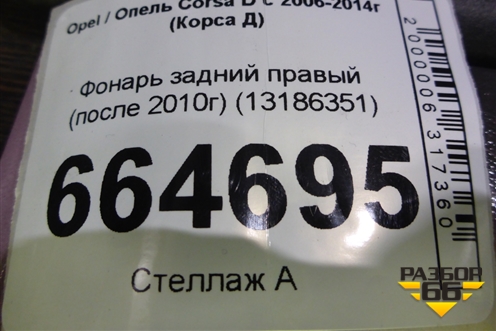 Opel / Опель Corsa D с 2006-2014г
(Корса Д)
Фонарь задний правый
(после 2010г) (13186351)
664695
Стеллаж А
2000006317360
РАЗБОР
66